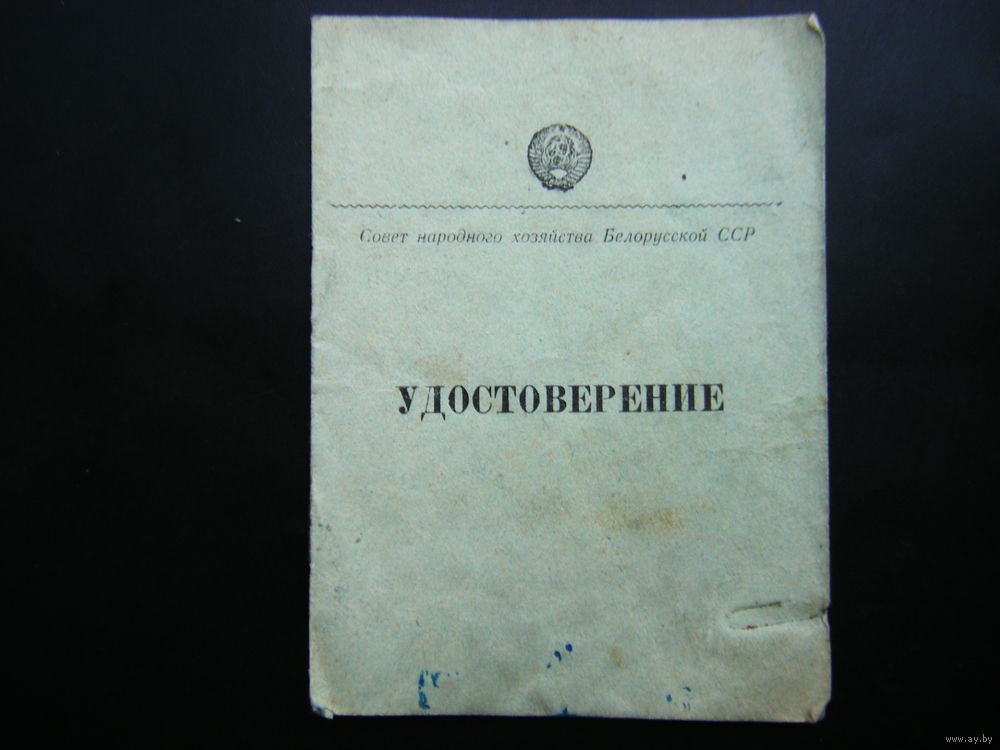 Совет народного хозяйства Белорусской ССР
УДОСТОВЕРЕНИЕ
www.ay.by